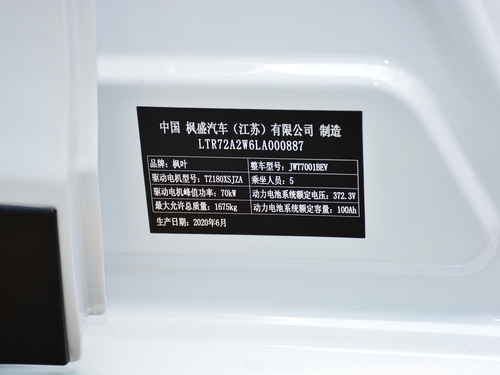 中国 枫盛汽车（江苏）有限公司 制造
LTR72A2W6LA000887
品牌：枫叶 整车型号：JWT7001BEV
驱动电机型号：TZ180XSJZA 乘坐人员：5
驱动电机峰值功率：70kW 动力电池系统额定电压：372.3V
最大允许总质量：1675kg 动力电池系统额定容量：100Ah
生产日期：2020年6月